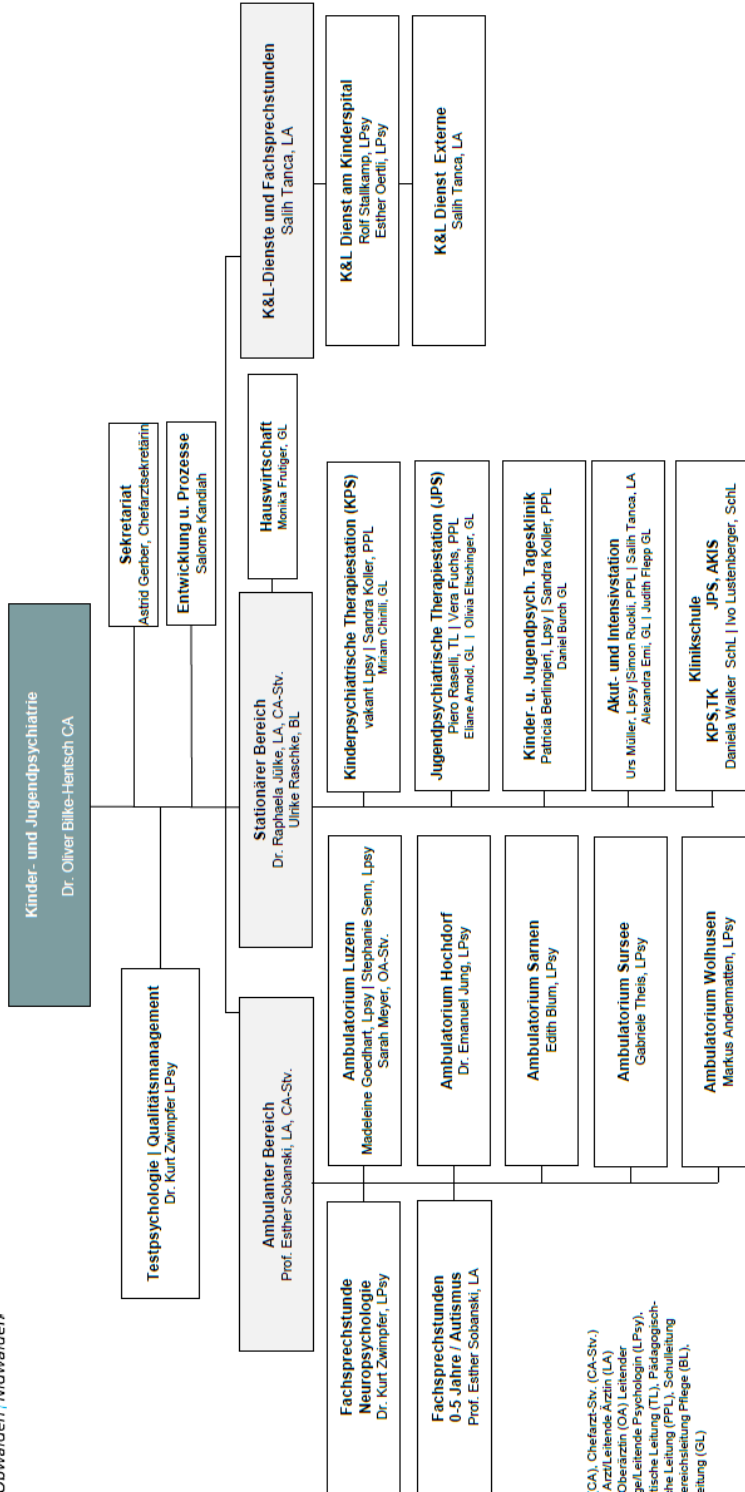 Obwalden / Nidwalden
Kinder- und Jugendpsychiatrie
Dr. Oliver Bilke-Hentsch CA
Testpsychologie | Qualitätsmanagement
Dr. Kurt Zwimpfer LPsy
Sekretariat
Astrid Gerber, Chefarztsekretärin
Entwicklung u. Prozesse
Salome Kandiah
Ambulanter Bereich
Prof. Esther Sobanski, LA, CA-Stv.
Stationärer Bereich
Dr. Raphaela Jülke, LA, CA-Stv.
Ulrike Raschke, BL
Hauswirtschaft
Monika Frutiger, GL
K&L-Dienste und Fachsprechstunden
Salih Tanca, LA
Fachsprechstunde
Neuropsychologie
Dr. Kurt Zwimpfer, LPsy
Ambulatorium Luzern
Madeleine Goedhart, Lpsy | Stephanie Senn, Lpsy
Sarah Meyer, OA-Stv.
Kinderpsychiatrische Therapiestation (KPS)
vakant Lpsy | Sandra Koller, PPL
Miriam Chirilli, GL
K&L Dienst am Kinderspital
Rolf Stallkamp, LPsy
Esther Oertli, LPsy
Fachsprechstunden
0-5 Jahre / Autismus
Prof. Esther Sobanski, LA
Ambulatorium Hochdorf
Dr. Emanuel Jung, LPsy
Jugendpsychiatrische Therapiestation (JPS)
Piero Raselli, TL | Vera Fuchs, PPL
Eliane Arnold, GL | Olivia Eltschinger, GL
K&L Dienst Externe
Salih Tanca, LA
Ambulatorium Sarnen
Edith Blum, LPsy
Kinder- u. Jugendpsych. Tagesklinik
Patricia Berlingieri, Lpsy | Sandra Koller, PPL
Daniel Burch GL
Ambulatorium Sursee
Gabriele Theis, LPsy
Akut- und Intensivstation
Urs Müller, Lpsy |Simon Ruckli, PPL | Salih Tanca, LA
Alexandra Erni, GL | Judith Flepp GL
Ambulatorium Wolhusen
Markus Andenmatten, LPsy
Klinikschule
KPS,TK JPS, AKIS
Daniela Walker SchL | Ivo Lustenberger, SchL
(CA), Chefarzt-Stv. (CA-Stv.)
Arzt/Leitende Ärztin (LA)
Oberärztin (OA) Leitender
ge/Leitende Psychologin (LPsy),
tische Leitung (TL), Pädagogisch-
he Leitung (PPL), Schulleitung
ereichsleitung Pflege (BL),
eitung (GL)